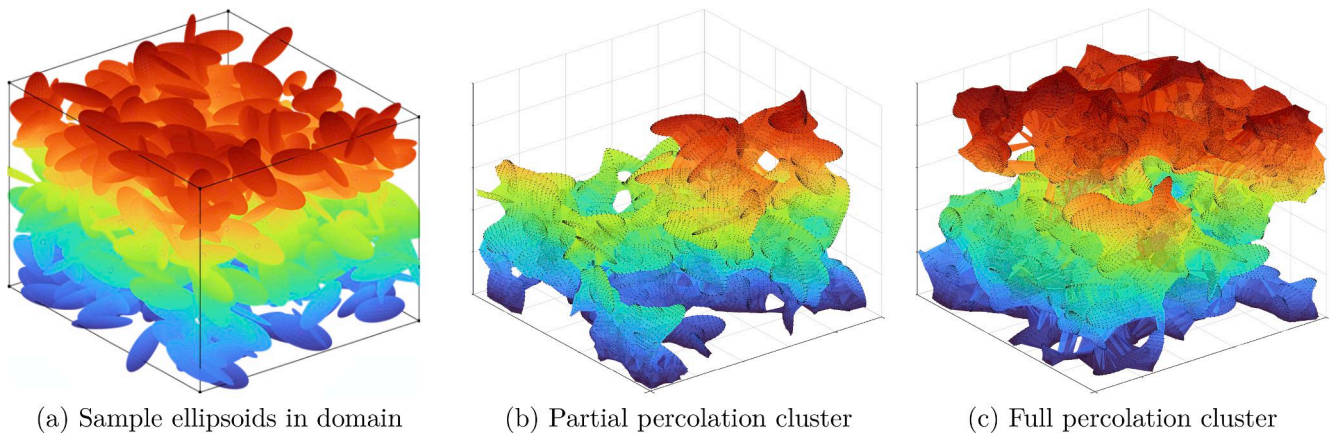 (a) Sample ellipsoids in domain
(b) Partial percolation cluster
(c) Full percolation cluster